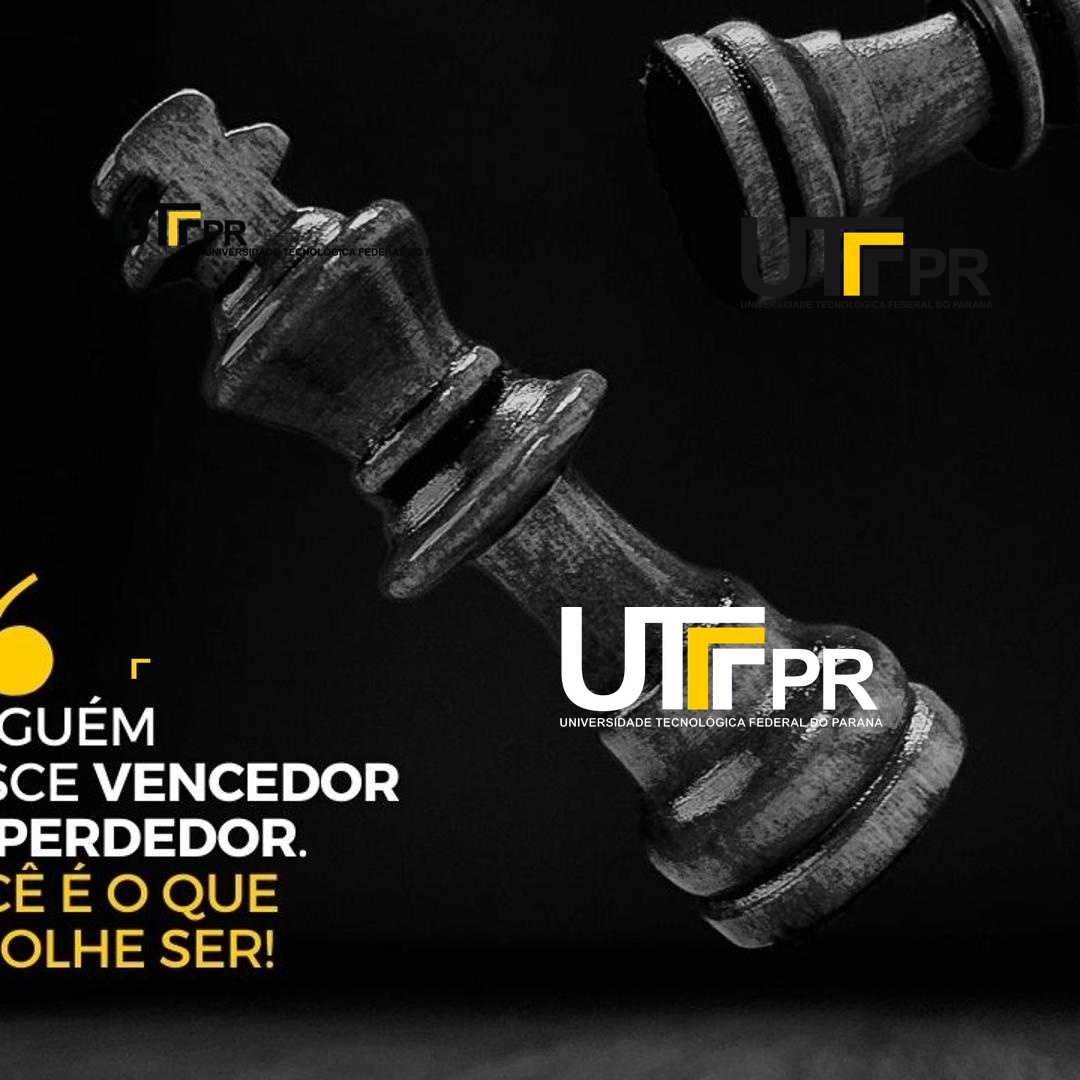 UTFPR
UNIVERSIDADE TECNOLÓGICA FEDERAL DO P
UTFPR
UNIVERSIDADE TECNOLÓGICA FEDERAL DO PARANÁ
UTFPR
UNIVERSIDADE TECNOLÓGICA FEDERAL DO PARANÁ
GUÉM
SCE VENCEDOR
PERDEDOR.
CÊ É O QUE
OLHE SER!